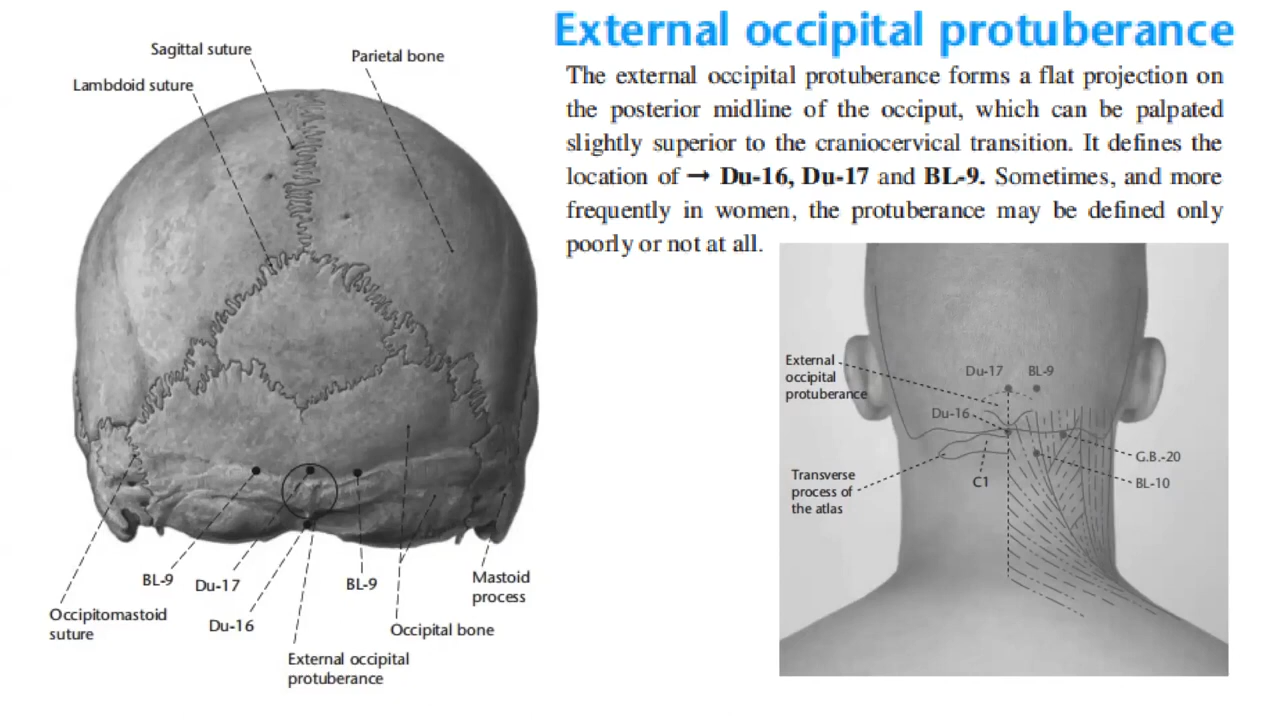 External occipital protuberance
The external occipital protuberance forms a flat projection on
the posterior midline of the occiput, which can be palpated
slightly superior to the craniocervical transition. It defines the
location of → Du-16, Du-17 and BL-9. Sometimes, and more
frequently in women, the protuberance may be defined only
poorly or not at all.
Sagittal suture
Parietal bone
Lambdoid suture
BL-9
Du-17
BL-9
Mastoid
process
Occipitomastoid
suture
Du-16
Occipital bone
External occipital
protuberance
External
occipital
protuberance
Du-17
BL-9
Du-16
G.B.-20
BL-10
C1
Transverse
process of
the atlas